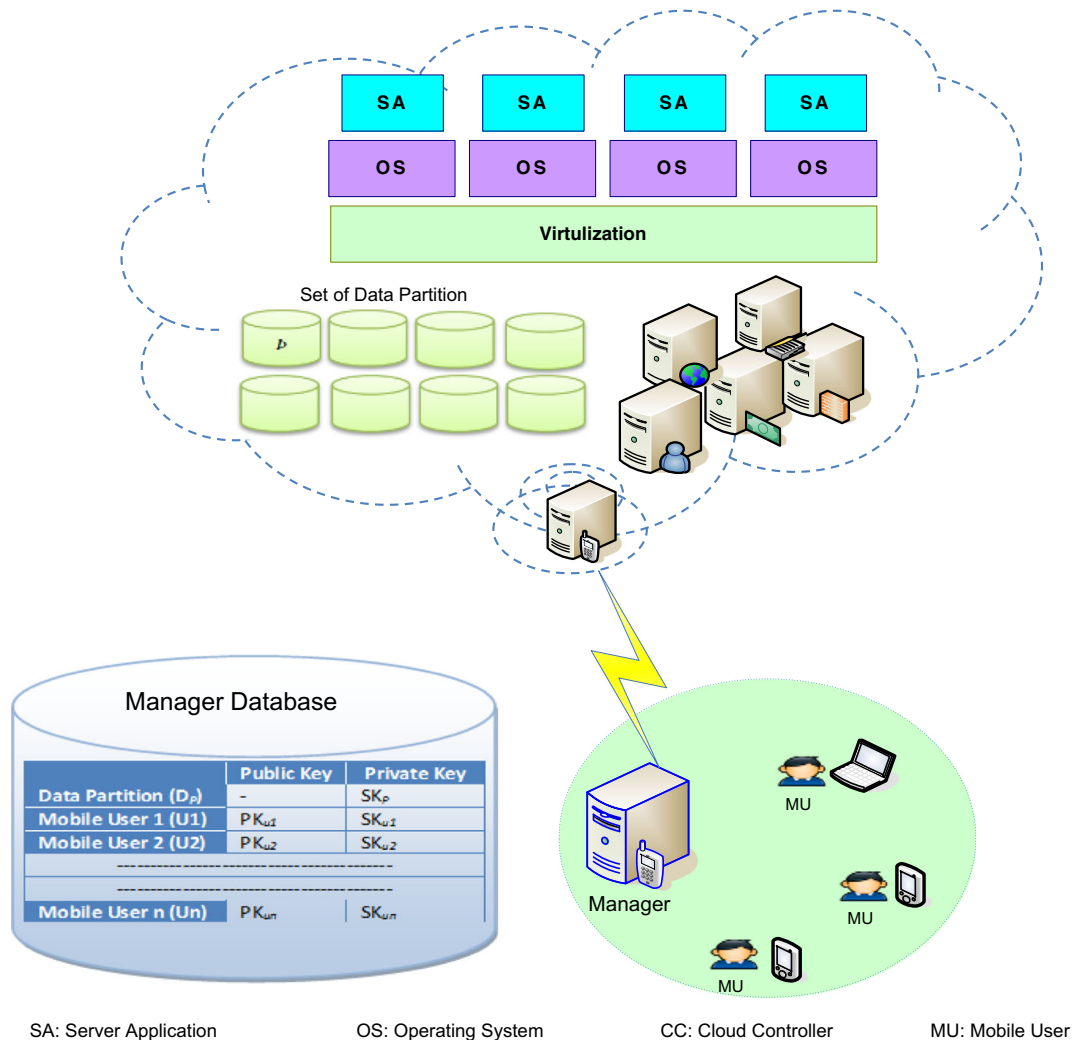 SA SA SA SA
OS OS OS OS
Virtulization
Set of Data Partition
p
Manager Database
Public Key Private Key
Data Partition (Dₚ) - SKₚ
Mobile User 1 (U1) PKᵤ₁ SKᵤ₁
Mobile User 2 (U2) PKᵤ₂ SKᵤ₂
Mobile User n (Un) PKᵤₙ SKᵤₙ
MU
MU
Manager
MU
SA: Server Application OS: Operating System CC: Cloud Controller MU: Mobile User